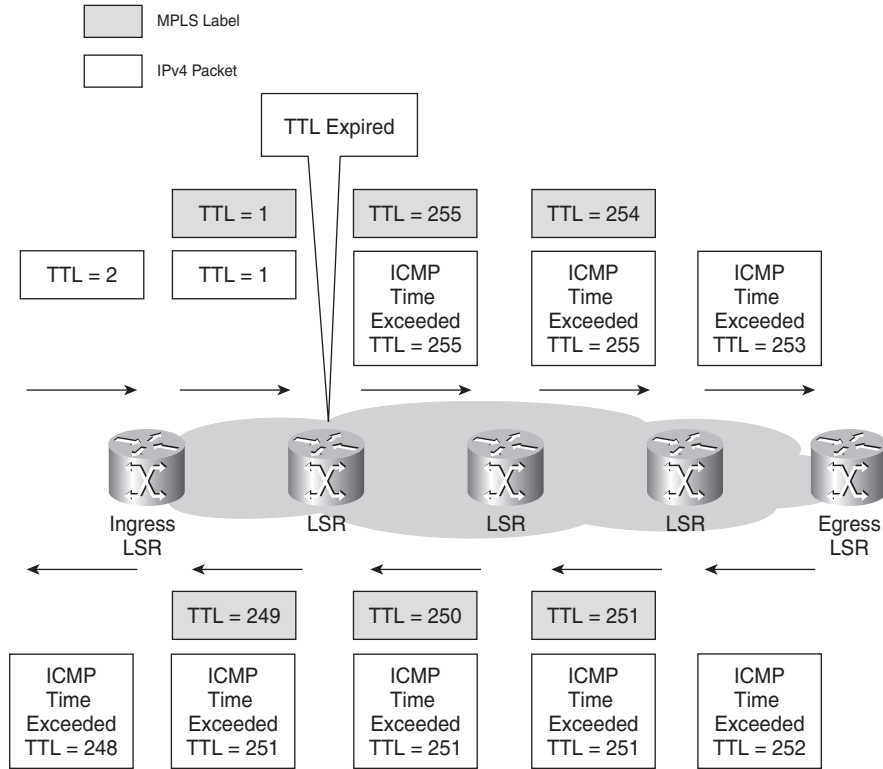 MPLS Label
IPv4 Packet
TTL Expired
TTL = 1
TTL = 255
TTL = 254
TTL = 2
TTL = 1
ICMP
Time
Exceeded
TTL = 255
ICMP
Time
Exceeded
TTL = 255
ICMP
Time
Exceeded
TTL = 253
Ingress
LSR
LSR
LSR
LSR
Egress
LSR
TTL = 249
TTL = 250
TTL = 251
ICMP
Time
Exceeded
TTL = 248
ICMP
Time
Exceeded
TTL = 251
ICMP
Time
Exceeded
TTL = 251
ICMP
Time
Exceeded
TTL = 251
ICMP
Time
Exceeded
TTL = 252